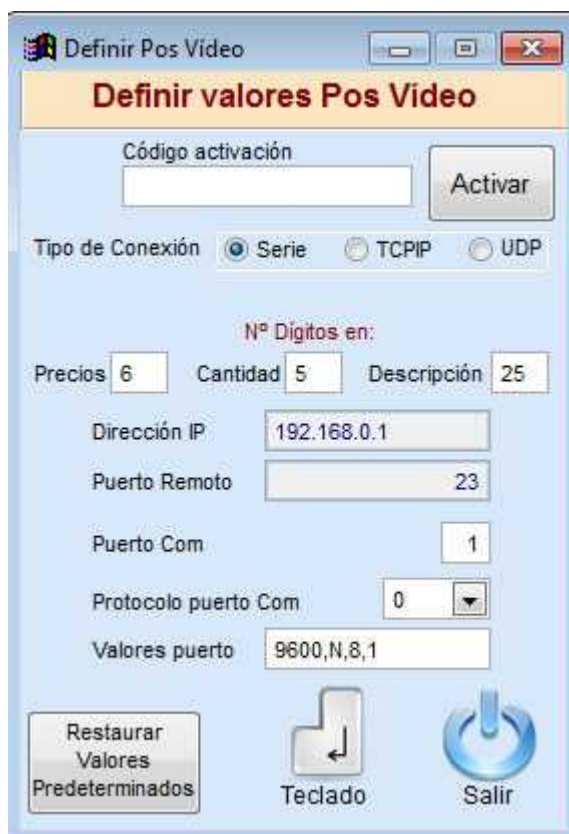 Definir Pos Vídeo
Definir valores Pos Vídeo
Código activación
Activar
Tipo de Conexión Serie TCPIP UDP
Nº Dígitos en:
Precios 6 Cantidad 5 Descripción 25
Dirección IP 192.168.0.1
Puerto Remoto 23
Puerto Com 1
Protocolo puerto Com 0
Valores puerto 9600,N,8,1
Restaurar
Valores
Predeterminados
Teclado
Salir